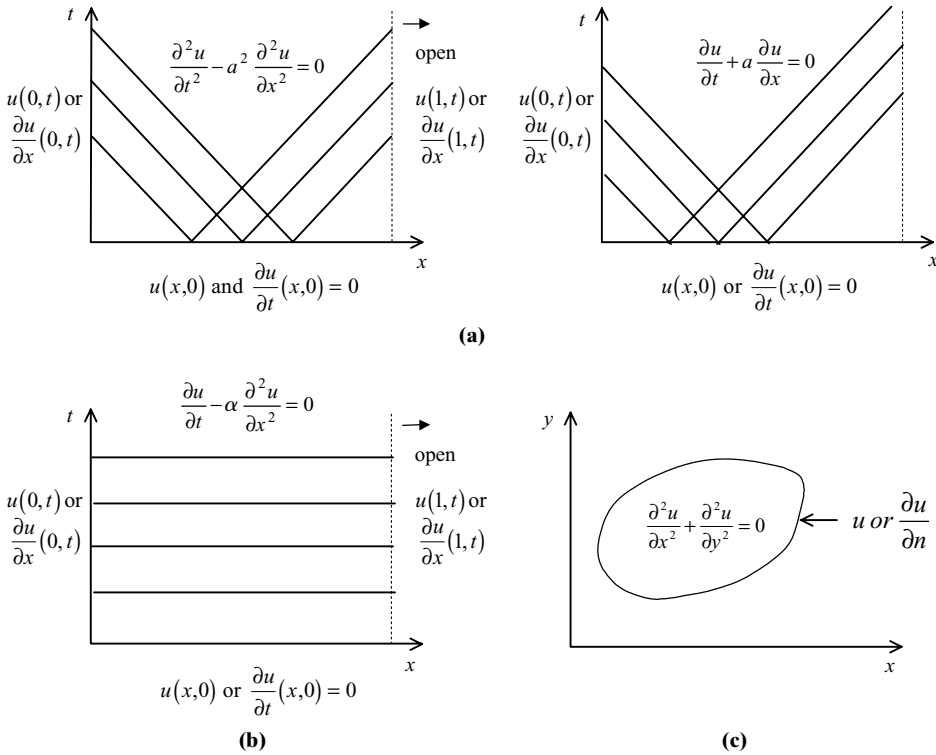 t
∂²u/∂t² − a² ∂²u/∂x² = 0
open
u(0, t) or
∂u/∂x (0, t)
u(1, t) or
∂u/∂x (1, t)
x
u(x,0) and ∂u/∂t (x,0) = 0
t
∂u/∂t + a ∂u/∂x = 0
u(0, t) or
∂u/∂x (0, t)
x
u(x,0) or ∂u/∂t (x,0) = 0
(a)
∂u/∂t − α ∂²u/∂x² = 0
t
open
u(0, t) or
∂u/∂x (0, t)
u(1, t) or
∂u/∂x (1, t)
x
u(x,0) or ∂u/∂t (x,0) = 0
(b)
y
∂²u/∂x² + ∂²u/∂y² = 0
u or ∂u/∂n
x
(c)